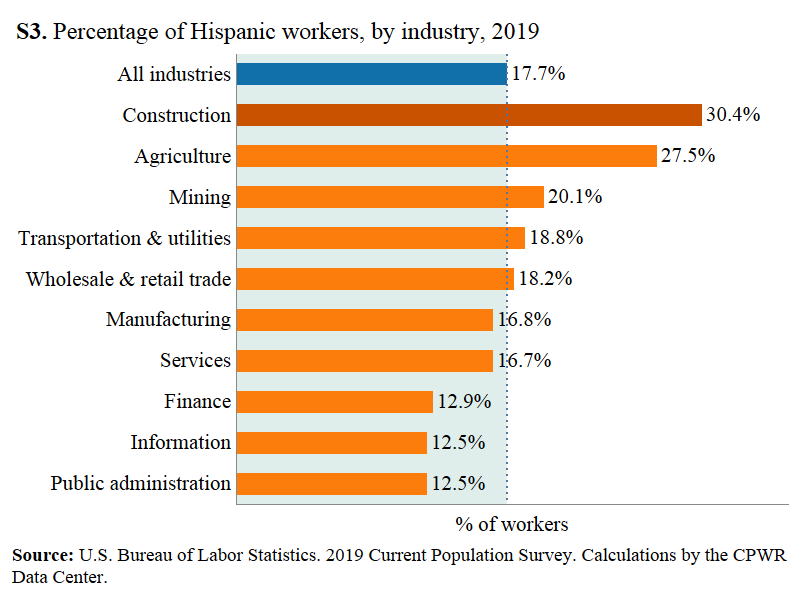 S3. Percentage of Hispanic workers, by industry, 2019
All industries 17.7%
Construction 30.4%
Agriculture 27.5%
Mining 20.1%
Transportation & utilities 18.8%
Wholesale & retail trade 18.2%
Manufacturing 16.8%
Services 16.7%
Finance 12.9%
Information 12.5%
Public administration 12.5%
% of workers
Source: U.S. Bureau of Labor Statistics. 2019 Current Population Survey. Calculations by the CPWR
Data Center.